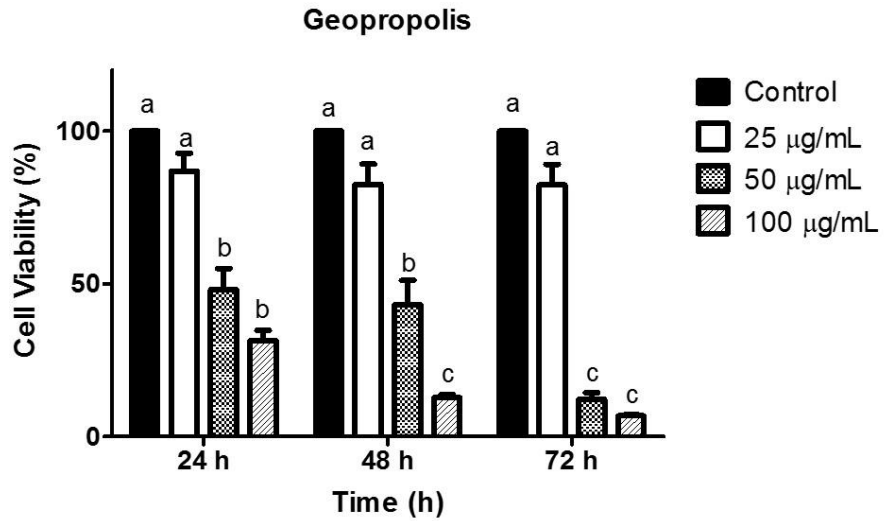 Geopropolis
Cell Viability (%)
100
50
0
a
a
b
b
a
a
b
c
a
a
c
c
24 h
48 h
72 h
Time (h)
Control
25 μg/mL
50 μg/mL
100 μg/mL